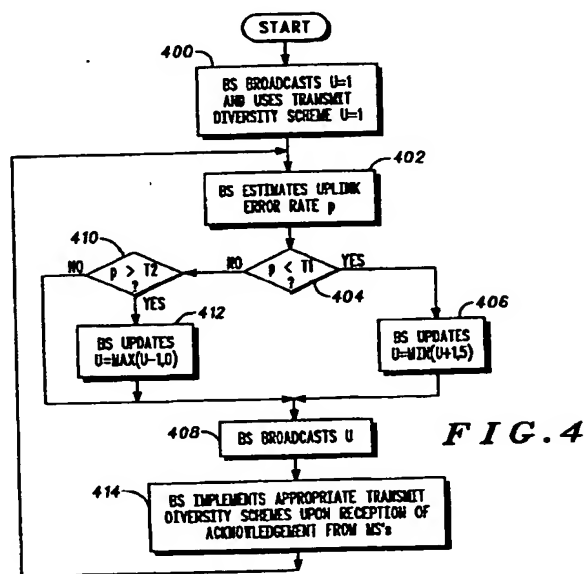 START
400
BS BROADCASTS U=1
AND USES TRANSMIT
DIVERSITY SCHEME U=1
402
BS ESTIMATES UPLINK
ERROR RATE p
410
NO
p > T2
?
YES
NO
p < T1
?
YES
404
412
BS UPDATES
U=MAX(U-1,0)
406
BS UPDATES
U=MIN(U+1,5)
408
BS BROADCASTS U
FIG.4
414
BS IMPLEMENTS APPROPRIATE TRANSMIT
DIVERSITY SCHEMES UPON RECEPTION OF
ACKNOWLEDGEMENT FROM MS's